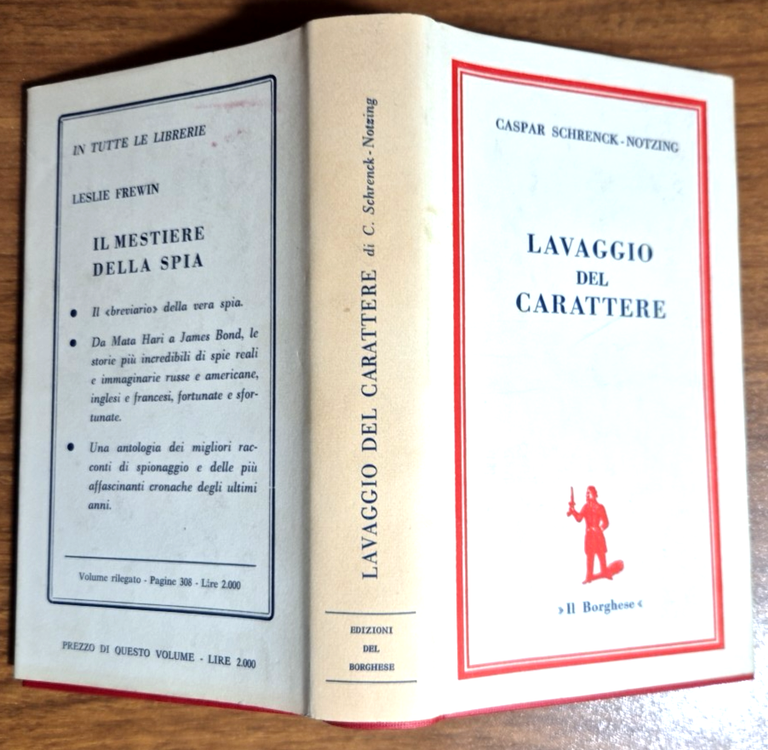 IN TUTTE LE LIBRERIE
LESLIE FREWIN
IL MESTIERE
DELLA SPIA
• Il ‹breviario› della vera spia.
• Da Mata Hari a James Bond, le
storie più incredibili di spie reali
e immaginarie russe e americane,
inglesi e francesi, fortunate e sfor-
tunate.
• Una antologia dei migliori rac-
conti di spionaggio e delle più
affascinanti cronache degli ultimi
anni.
Volume rilegato - Pagine 308 - Lire 2.000
PREZZO DI QUESTO VOLUME - LIRE 2.000
LAVAGGIO DEL CARATTERE di C. Schrenck-Notzing
EDIZIONI
DEL
BORGHESE
CASPAR SCHRENCK-NOTZING
LAVAGGIO
DEL
CARATTERE
»Il Borghese«